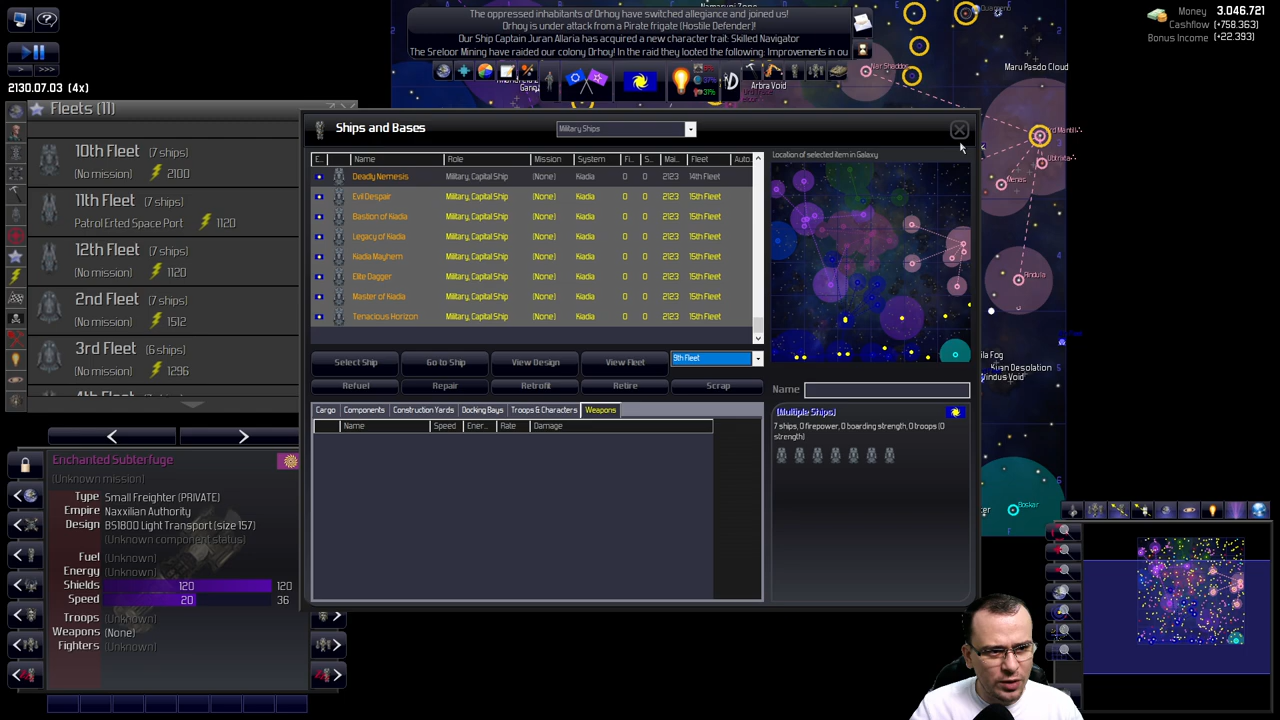 The oppressed inhabitants of Orhoy have switched allegiance and joined us!
Orhoy is under attack from a Pirate frigate (Hostile Defender)!
Our Ship Captain Juran Allaria has acquired a new character trait: Skilled Navigator
The Sreloor Mining have raided our colony Orhoy! In the raid they looted the following: Improvements in ou
Money 3.046.721
Cashflow (+758.363)
Bonus Income +22.393
2130.07.03 (4x)
Nar Shaddaa
Maru Pasdo Cloud
Arbra Void
Fleets (11)
10th Fleet (7 ships)
(No mission) 2100
11th Fleet (7 ships)
Patrol Erted Space Port 1120
12th Fleet (7 ships)
(No mission) 1120
2nd Fleet (7 ships)
(No mission) 1512
3rd Fleet (6 ships)
(No mission) 1296
Ships and Bases
Military Ships
E... Name Role Mission System Fi... S... Mai... Fleet Auto...
Deadly Nemesis Military, Capital Ship (None) Kiadia 0 0 2123 14th Fleet
Evil Despair Military, Capital Ship (None) Kiadia 0 0 2123 15th Fleet
Bastion of Kiadia Military, Capital Ship (None) Kiadia 0 0 2123 15th Fleet
Legacy of Kiadia Military, Capital Ship (None) Kiadia 0 0 2123 15th Fleet
Kiadia Mayhem Military, Capital Ship (None) Kiadia 0 0 2123 15th Fleet
Elite Dagger Military, Capital Ship (None) Kiadia 0 0 2123 15th Fleet
Master of Kiadia Military, Capital Ship (None) Kiadia 0 0 2123 15th Fleet
Tenacious Horizon Military, Capital Ship (None) Kiadia 0 0 2123 15th Fleet
Select Ship Go to Ship View Design View Fleet 9th Fleet
Refuel Repair Retrofit Retire Scrap
Cargo Components Construction Yards Docking Bays Troops & Characters Weapons
Name Speed Ener... Rate Damage
Location of selected item in Galaxy
Name
(Multiple Ships)
7 ships, 0 firepower, 0 boarding strength, 0 troops (0
strength)
Menas
Andula
Boskar
Enchanted Subterfuge
(Unknown mission)
Type Small Freighter (PRIVATE)
Empire Naxxilian Authority
Design BS1800 Light Transport (size 157)
(Unknown component status)
Fuel (Unknown)
Energy (Unknown)
Shields 120 120
Speed 20 36
Troops (Unknown)
Weapons (None)
Fighters (Unknown)